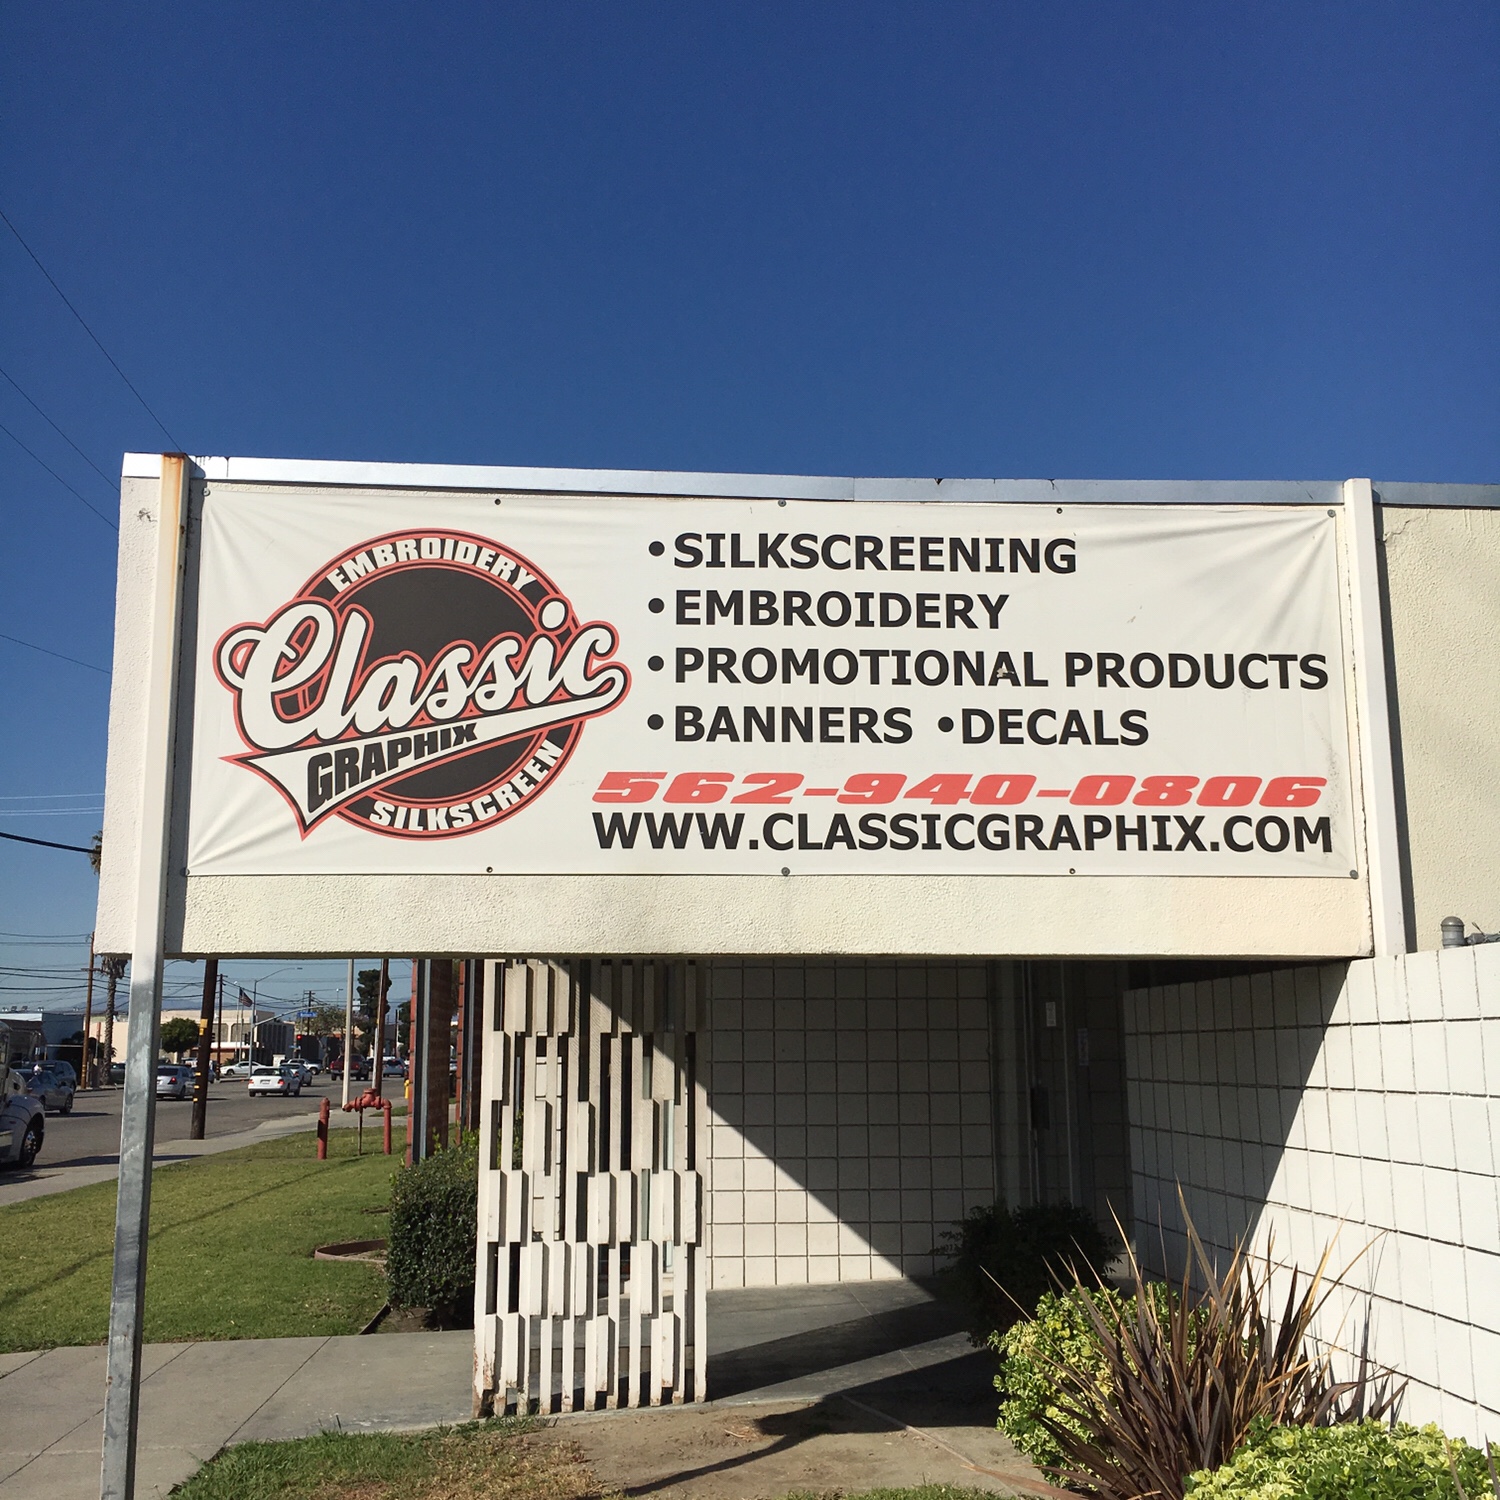 EMBROIDERY
Classic
GRAPHIX
SILKSCREEN
•SILKSCREENING
•EMBROIDERY
•PROMOTIONAL PRODUCTS
•BANNERS •DECALS
562-940-0806
WWW.CLASSICGRAPHIX.COM